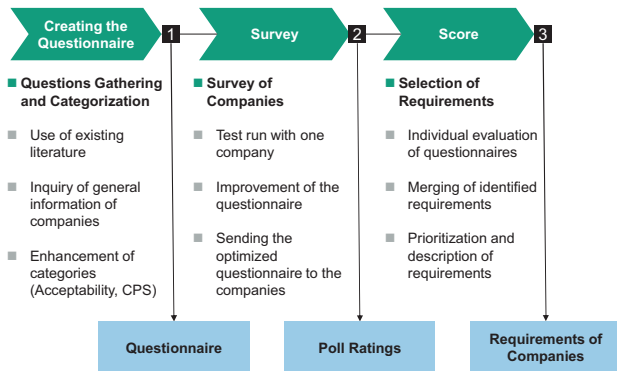 Creating the
Questionnaire
1
Survey
2
Score
3
Questions Gathering
and Categorization
Use of existing
literature
Inquiry of general
information of
companies
Enhancement of
categories
(Acceptability, CPS)
Survey of
Companies
Test run with one
company
Improvement of the
questionnaire
Sending the
optimized
questionnaire to the
companies
Selection of
Requirements
Individual evaluation
of questionnaires
Merging of identified
requirements
Prioritization and
description of
requirements
Questionnaire
Poll Ratings
Requirements of
Companies